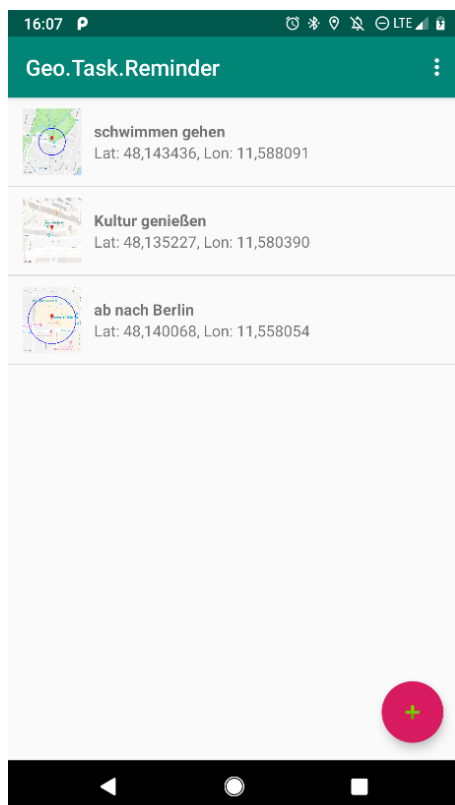 16:07
LTE
Geo.Task.Reminder
schwimmen gehen
Lat: 48,143436, Lon: 11,588091
Kultur genießen
Lat: 48,135227, Lon: 11,580390
ab nach Berlin
Lat: 48,140068, Lon: 11,558054
+